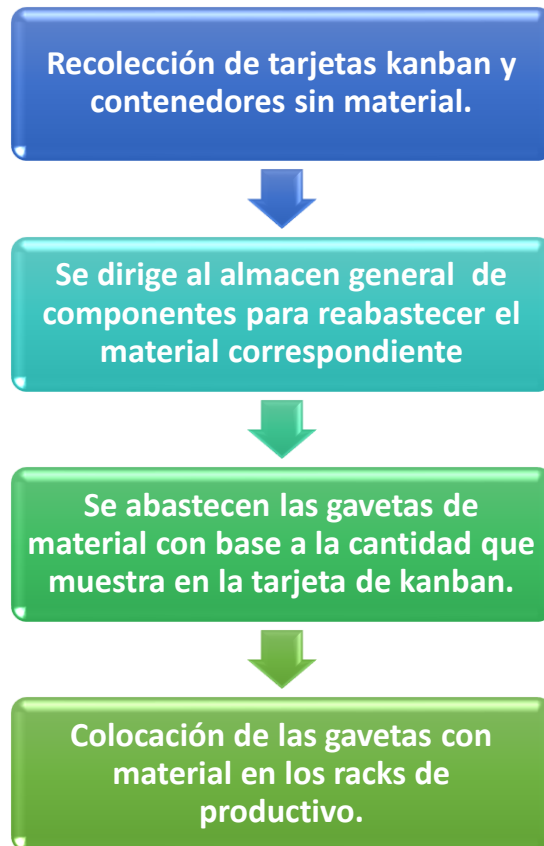 Recolección de tarjetas kanban y
contenedores sin material.
Se dirige al almacen general de
componentes para reabastecer el
material correspondiente
Se abastecen las gavetas de
material con base a la cantidad que
muestra en la tarjeta de kanban.
Colocación de las gavetas con
material en los racks de
productivo.